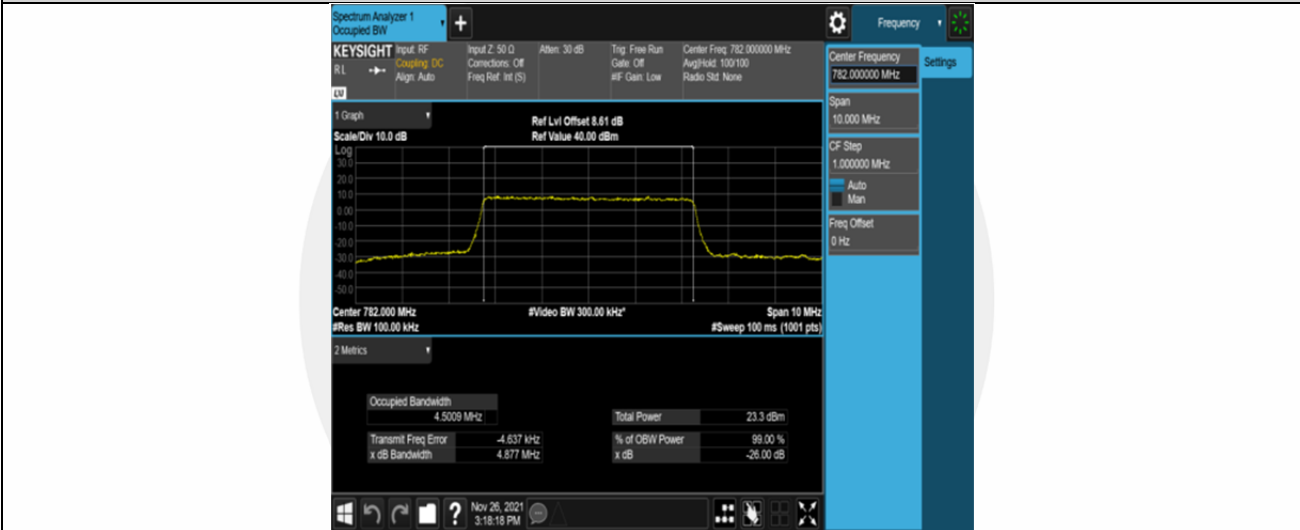 Spectrum Analyzer 1
Occupied BW
+
Frequency
KEYSIGHT
R L
LW
Input: RF
Coupling: DC
Align: Auto
Input Z: 50 Ω
Corrections: Off
Freq Ref: Int (S)
Atten: 30 dB
Trig: Free Run
Gate: Off
#IF Gain: Low
Center Freq: 782.000000 MHz
Avg|Hold: 100/100
Radio Std: None
Center Frequency
782.000000 MHz
Settings
Span
10.000 MHz
CF Step
1.000000 MHz
Auto
Man
Freq Offset
0 Hz
1 Graph
Scale/Div 10.0 dB
Ref Lvl Offset 8.61 dB
Ref Value 40.00 dBm
Log
30.0
20.0
10.0
0.00
-10.0
-20.0
-30.0
-40.0
-50.0
Center 782.000 MHz
#Video BW 300.00 kHz*
Span 10 MHz
#Res BW 100.00 kHz
#Sweep 100 ms (1001 pts)
2 Metrics
Occupied Bandwidth
4.5009 MHz
Total Power 23.3 dBm
Transmit Freq Error -4.637 kHz
% of OBW Power 99.00 %
x dB Bandwidth 4.877 MHz
x dB -26.00 dB
?
Nov 26, 2021
3:18:18 PM